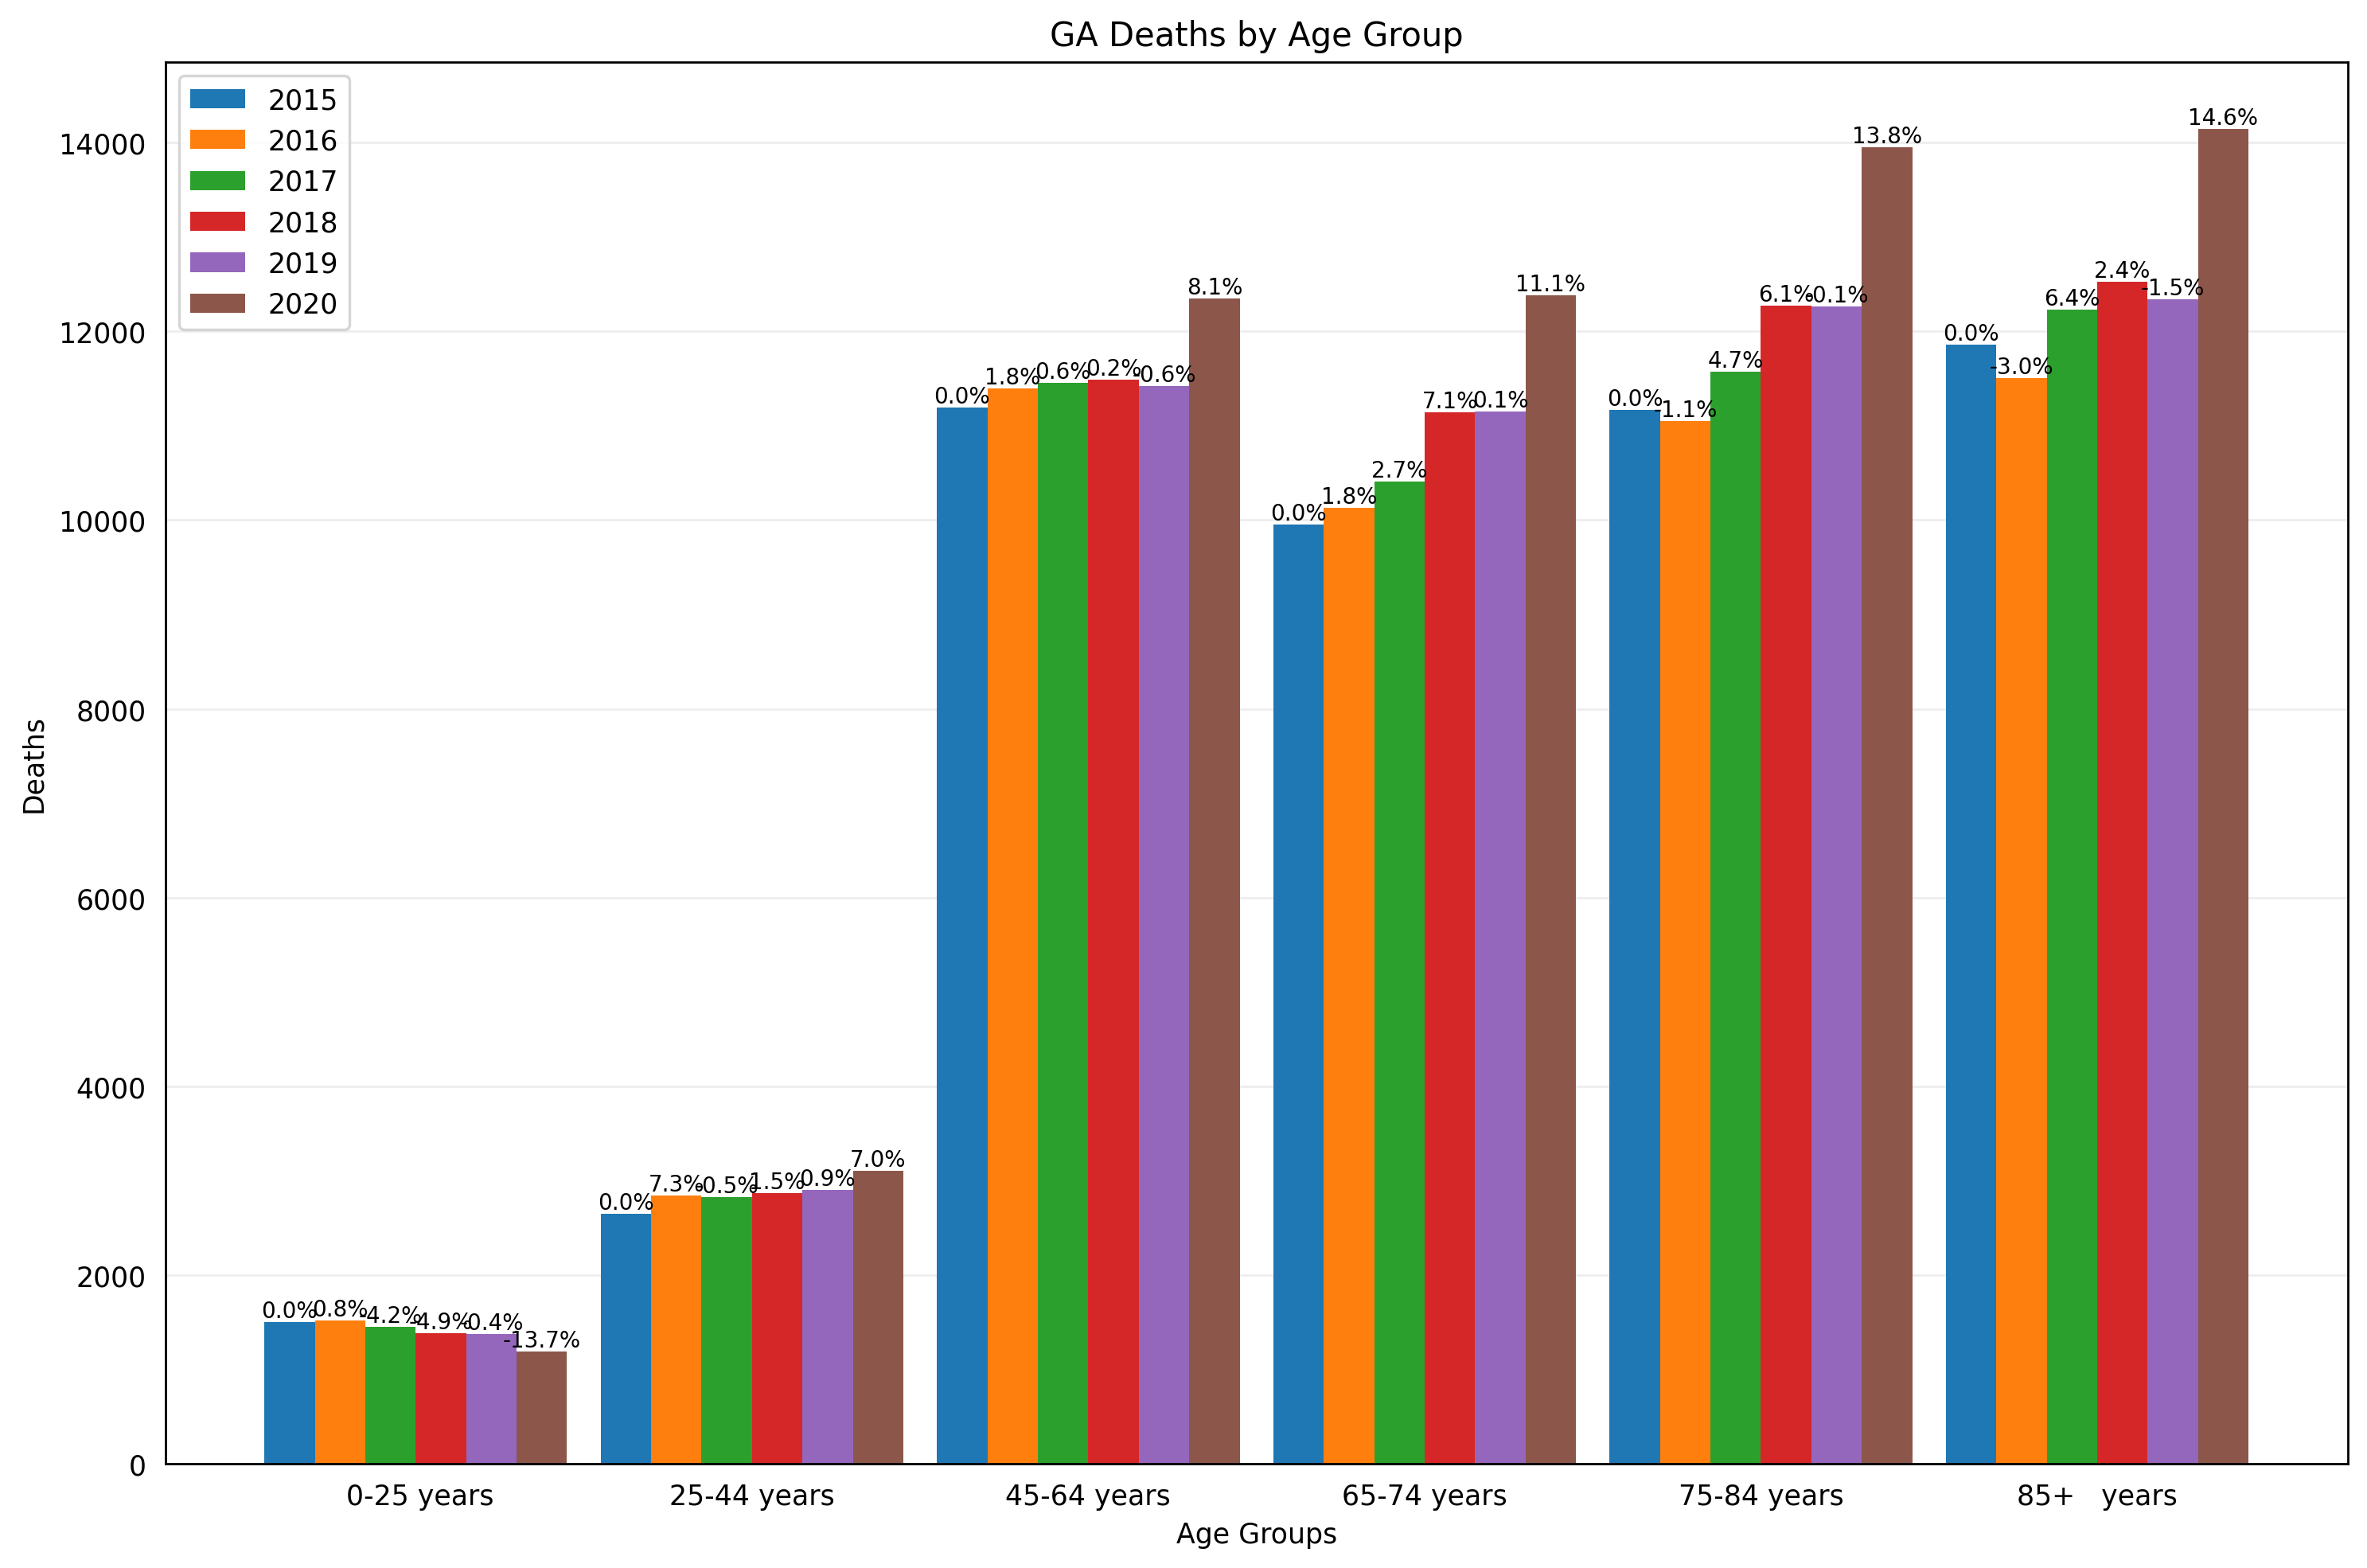 GA Deaths by Age Group
2015
2016
2017
2018
2019
2020
14000
12000
10000
8000
6000
4000
2000
0
Deaths
0.0% 0.8% -4.2% -4.9% -0.4% -13.7%
0.0% 7.3% -0.5% 1.5% 0.9% 7.0%
0.0% 1.8% 0.6% 0.2% -0.6% 8.1%
0.0% 1.8% 2.7% 7.1% 0.1% 11.1%
0.0% -1.1% 4.7% 6.1% -0.1% 13.8%
0.0% -3.0% 6.4% 2.4% -1.5% 14.6%
0-25 years 25-44 years 45-64 years 65-74 years 75-84 years 85+ years
Age Groups